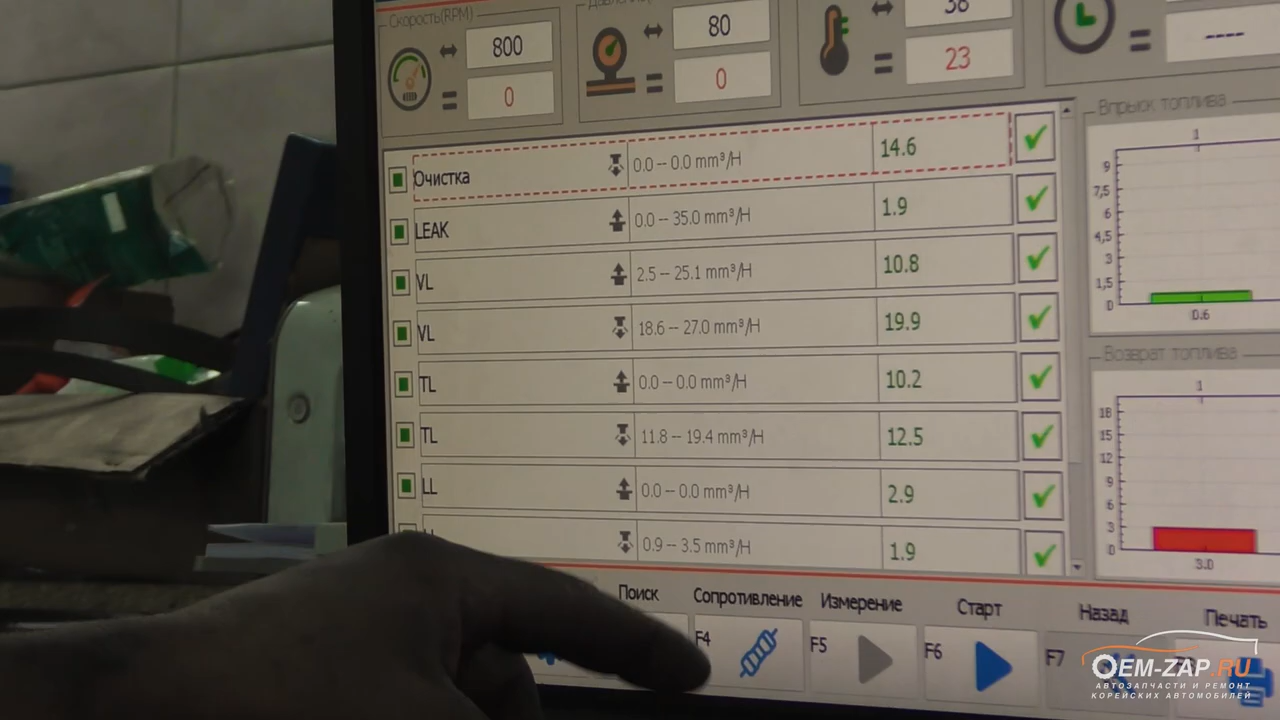 Скорость(RPM)
800
80
38
0
0
23
----
Впрыск топлива
Очистка 0.0 – 0.0 mm³/H 14.6
LEAK 0.0 – 35.0 mm³/H 1.9
VL 2.5 – 25.1 mm³/H 10.8
VL 18.6 – 27.0 mm³/H 19.9
TL 0.0 – 0.0 mm³/H 10.2
TL 11.8 – 19.4 mm³/H 12.5
LL 0.0 – 0.0 mm³/H 2.9
0.9 – 3.5 mm³/H 1.9
1
9
7,5
6
4,5
3
1,5
0
0.6
Возврат топлива
1
18
15
12
9
6
3
0
3.0
Поиск Сопротивление Измерение Старт Назад Печать
F4 F5 F6 F7
OEM-ZAP.RU
АВТОЗАПЧАСТИ И РЕМОНТ
КОРЕЙСКИХ АВТОМОБИЛЕЙ